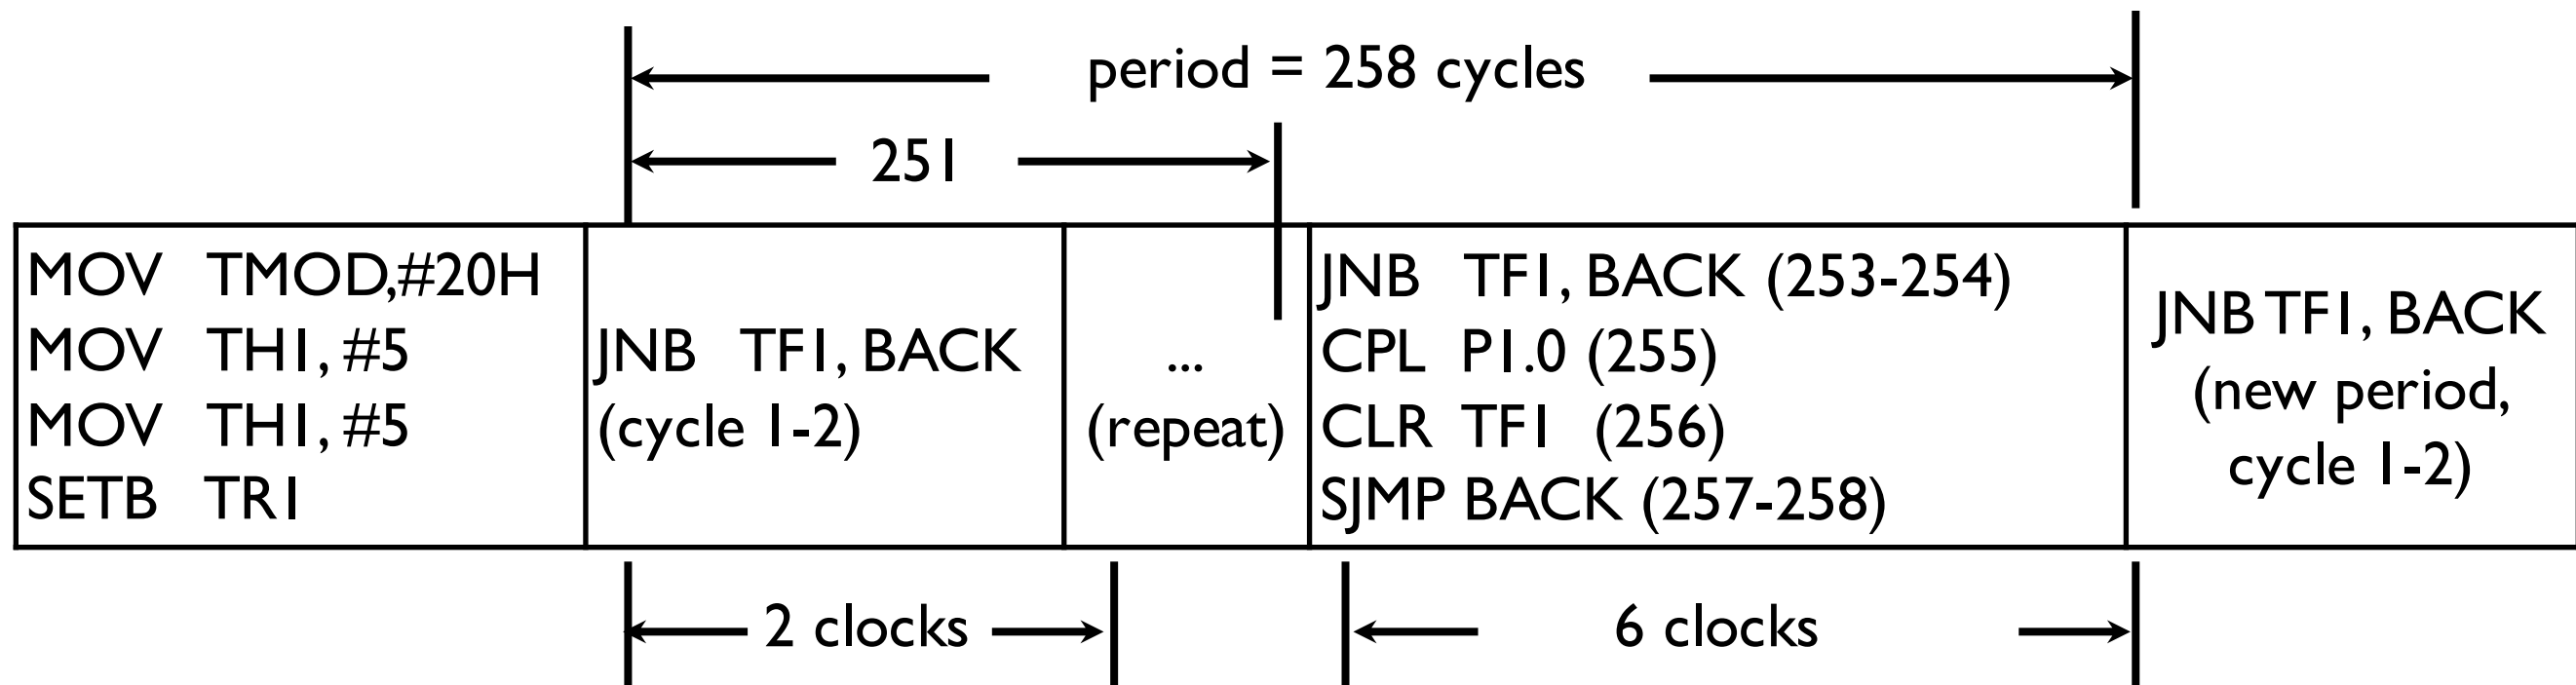 period = 258 cycles
251
MOV TMOD,#20H
MOV TH1, #5
MOV TH1, #5
SETB TR1
JNB TF1, BACK
(cycle 1-2)
...
(repeat)
JNB TF1, BACK (253-254)
CPL P1.0 (255)
CLR TF1 (256)
SJMP BACK (257-258)
JNB TF1, BACK
(new period,
cycle 1-2)
2 clocks
6 clocks